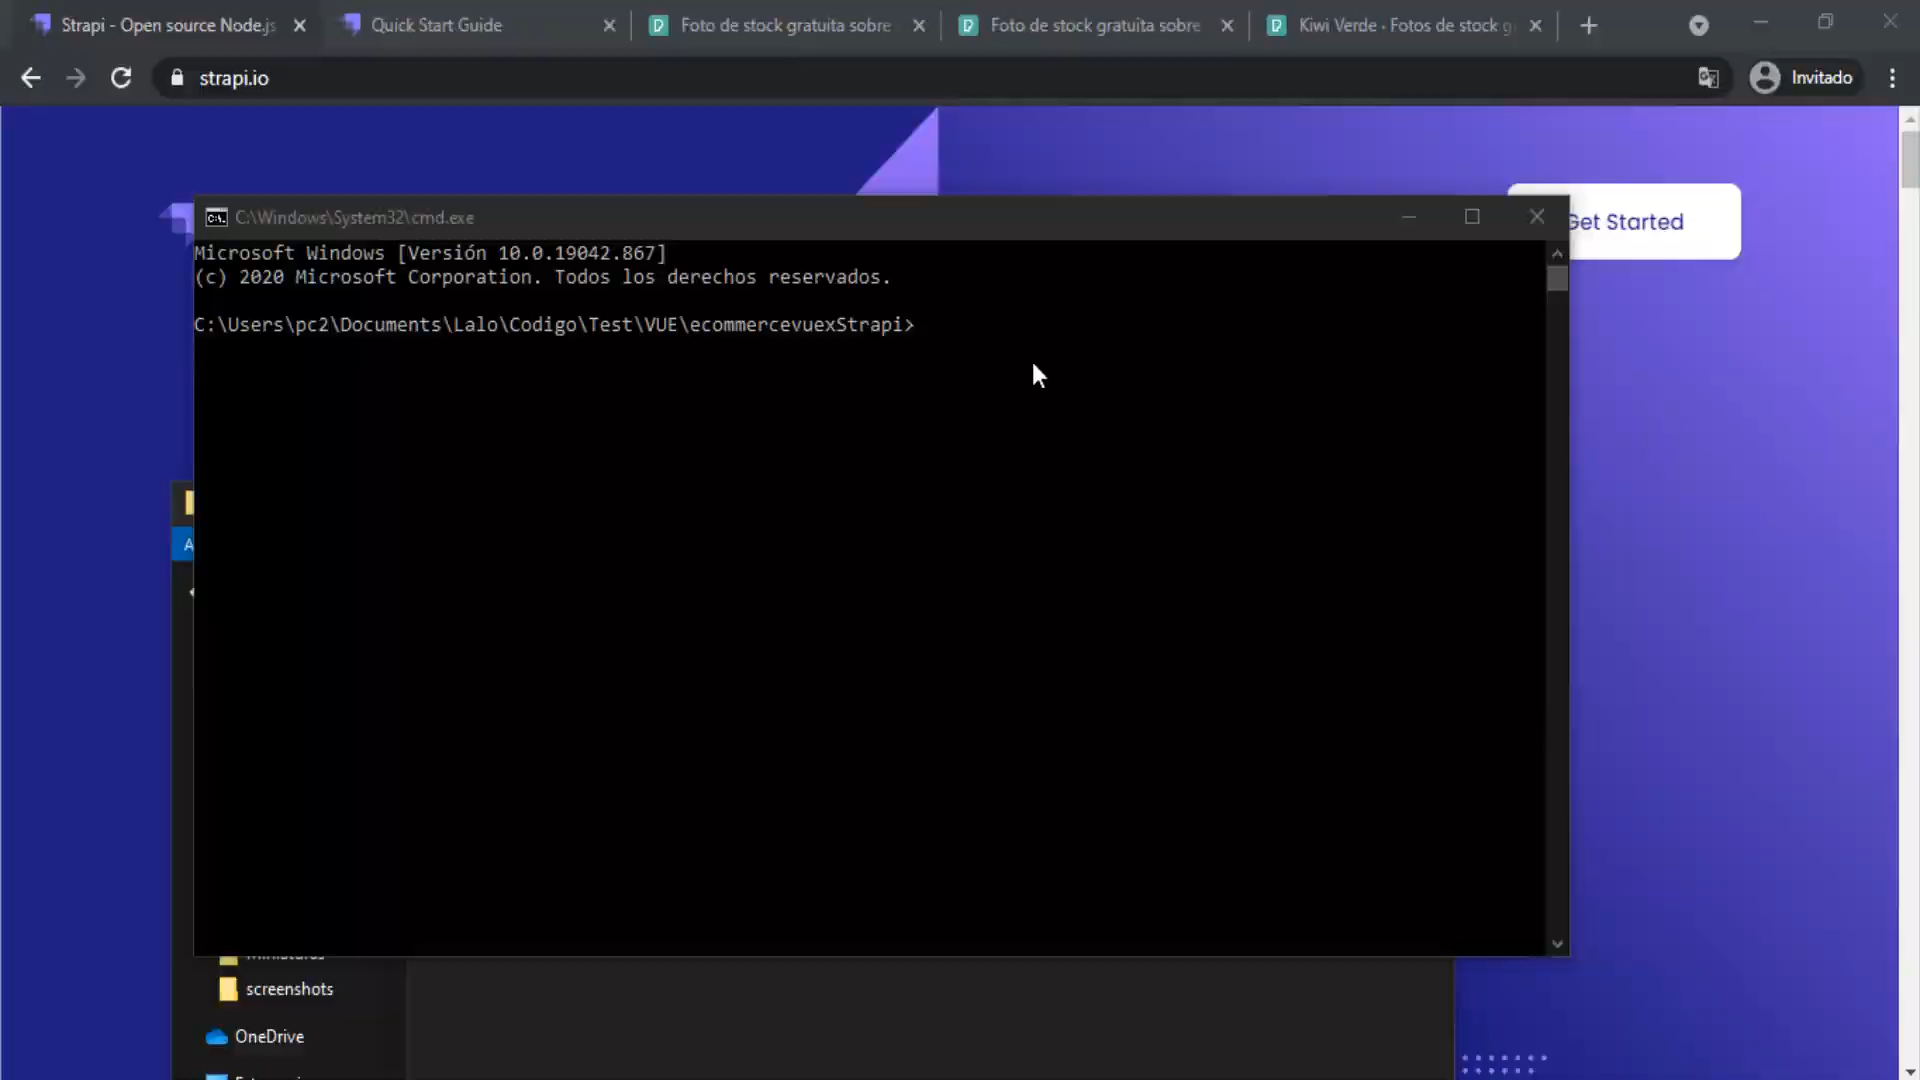 Strapi - Open source Node.js
Quick Start Guide
Foto de stock gratuita sobre
Foto de stock gratuita sobre
Kiwi Verde · Fotos de stock g
strapi.io
Invitado
Get Started
C:\Windows\System32\cmd.exe
Microsoft Windows [Versión 10.0.19042.867]
(c) 2020 Microsoft Corporation. Todos los derechos reservados.
C:\Users\pc2\Documents\Lalo\Codigo\Test\VUE\ecommercevuexStrapi>
A
screenshots
OneDrive